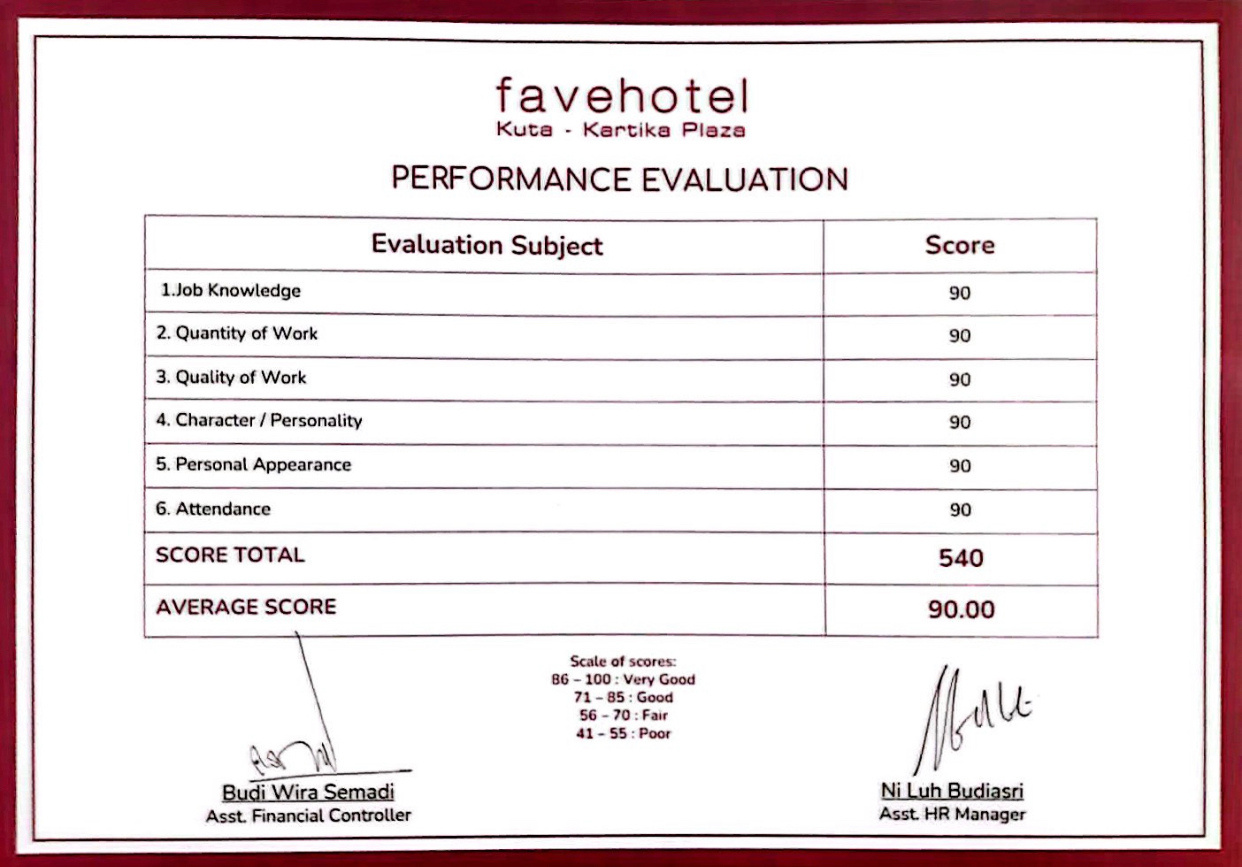 favehotel
Kuta - Kartika Plaza
PERFORMANCE EVALUATION
Evaluation Subject Score
1.Job Knowledge 90
2. Quantity of Work 90
3. Quality of Work 90
4. Character / Personality 90
5. Personal Appearance 90
6. Attendance 90
SCORE TOTAL 540
AVERAGE SCORE 90.00
Scale of scores:
86 – 100 : Very Good
71 – 85 : Good
56 – 70 : Fair
41 – 55 : Poor
Budi Wira Semadi Ni Luh Budiasri
Asst. Financial Controller Asst. HR Manager